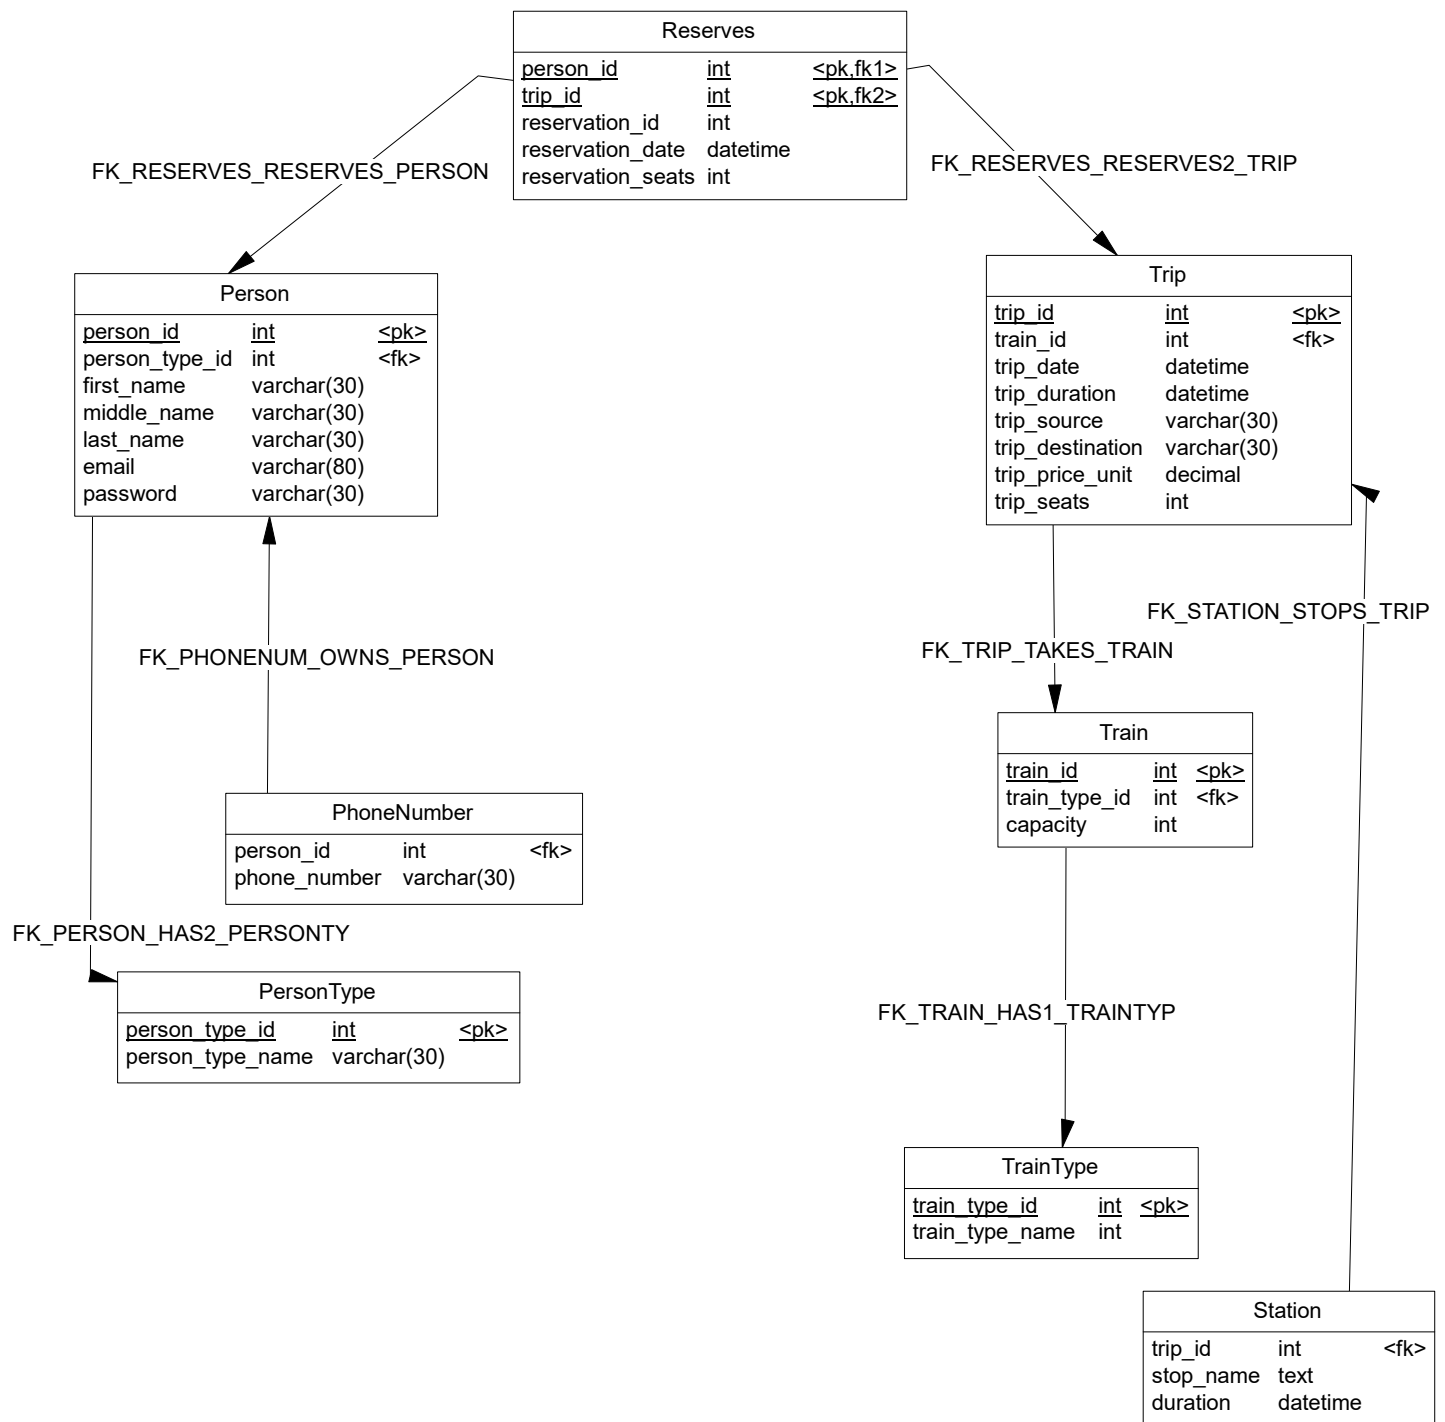 Reserves
person_id int <pk,fk1>
trip_id int <pk,fk2>
reservation_id int
reservation_date datetime
reservation_seats int
FK_RESERVES_RESERVES_PERSON
FK_RESERVES_RESERVES2_TRIP
Person
person_id int <pk>
person_type_id int <fk>
first_name varchar(30)
middle_name varchar(30)
last_name varchar(30)
email varchar(80)
password varchar(30)
Trip
trip_id int <pk>
train_id int <fk>
trip_date datetime
trip_duration datetime
trip_source varchar(30)
trip_destination varchar(30)
trip_price_unit decimal
trip_seats int
FK_STATION_STOPS_TRIP
FK_PHONENUM_OWNS_PERSON
FK_TRIP_TAKES_TRAIN
Train
train_id int <pk>
train_type_id int <fk>
capacity int
PhoneNumber
person_id int <fk>
phone_number varchar(30)
FK_PERSON_HAS2_PERSONTY
PersonType
person_type_id int <pk>
person_type_name varchar(30)
FK_TRAIN_HAS1_TRAINTYP
TrainType
train_type_id int <pk>
train_type_name int
Station
trip_id int <fk>
stop_name text
duration datetime